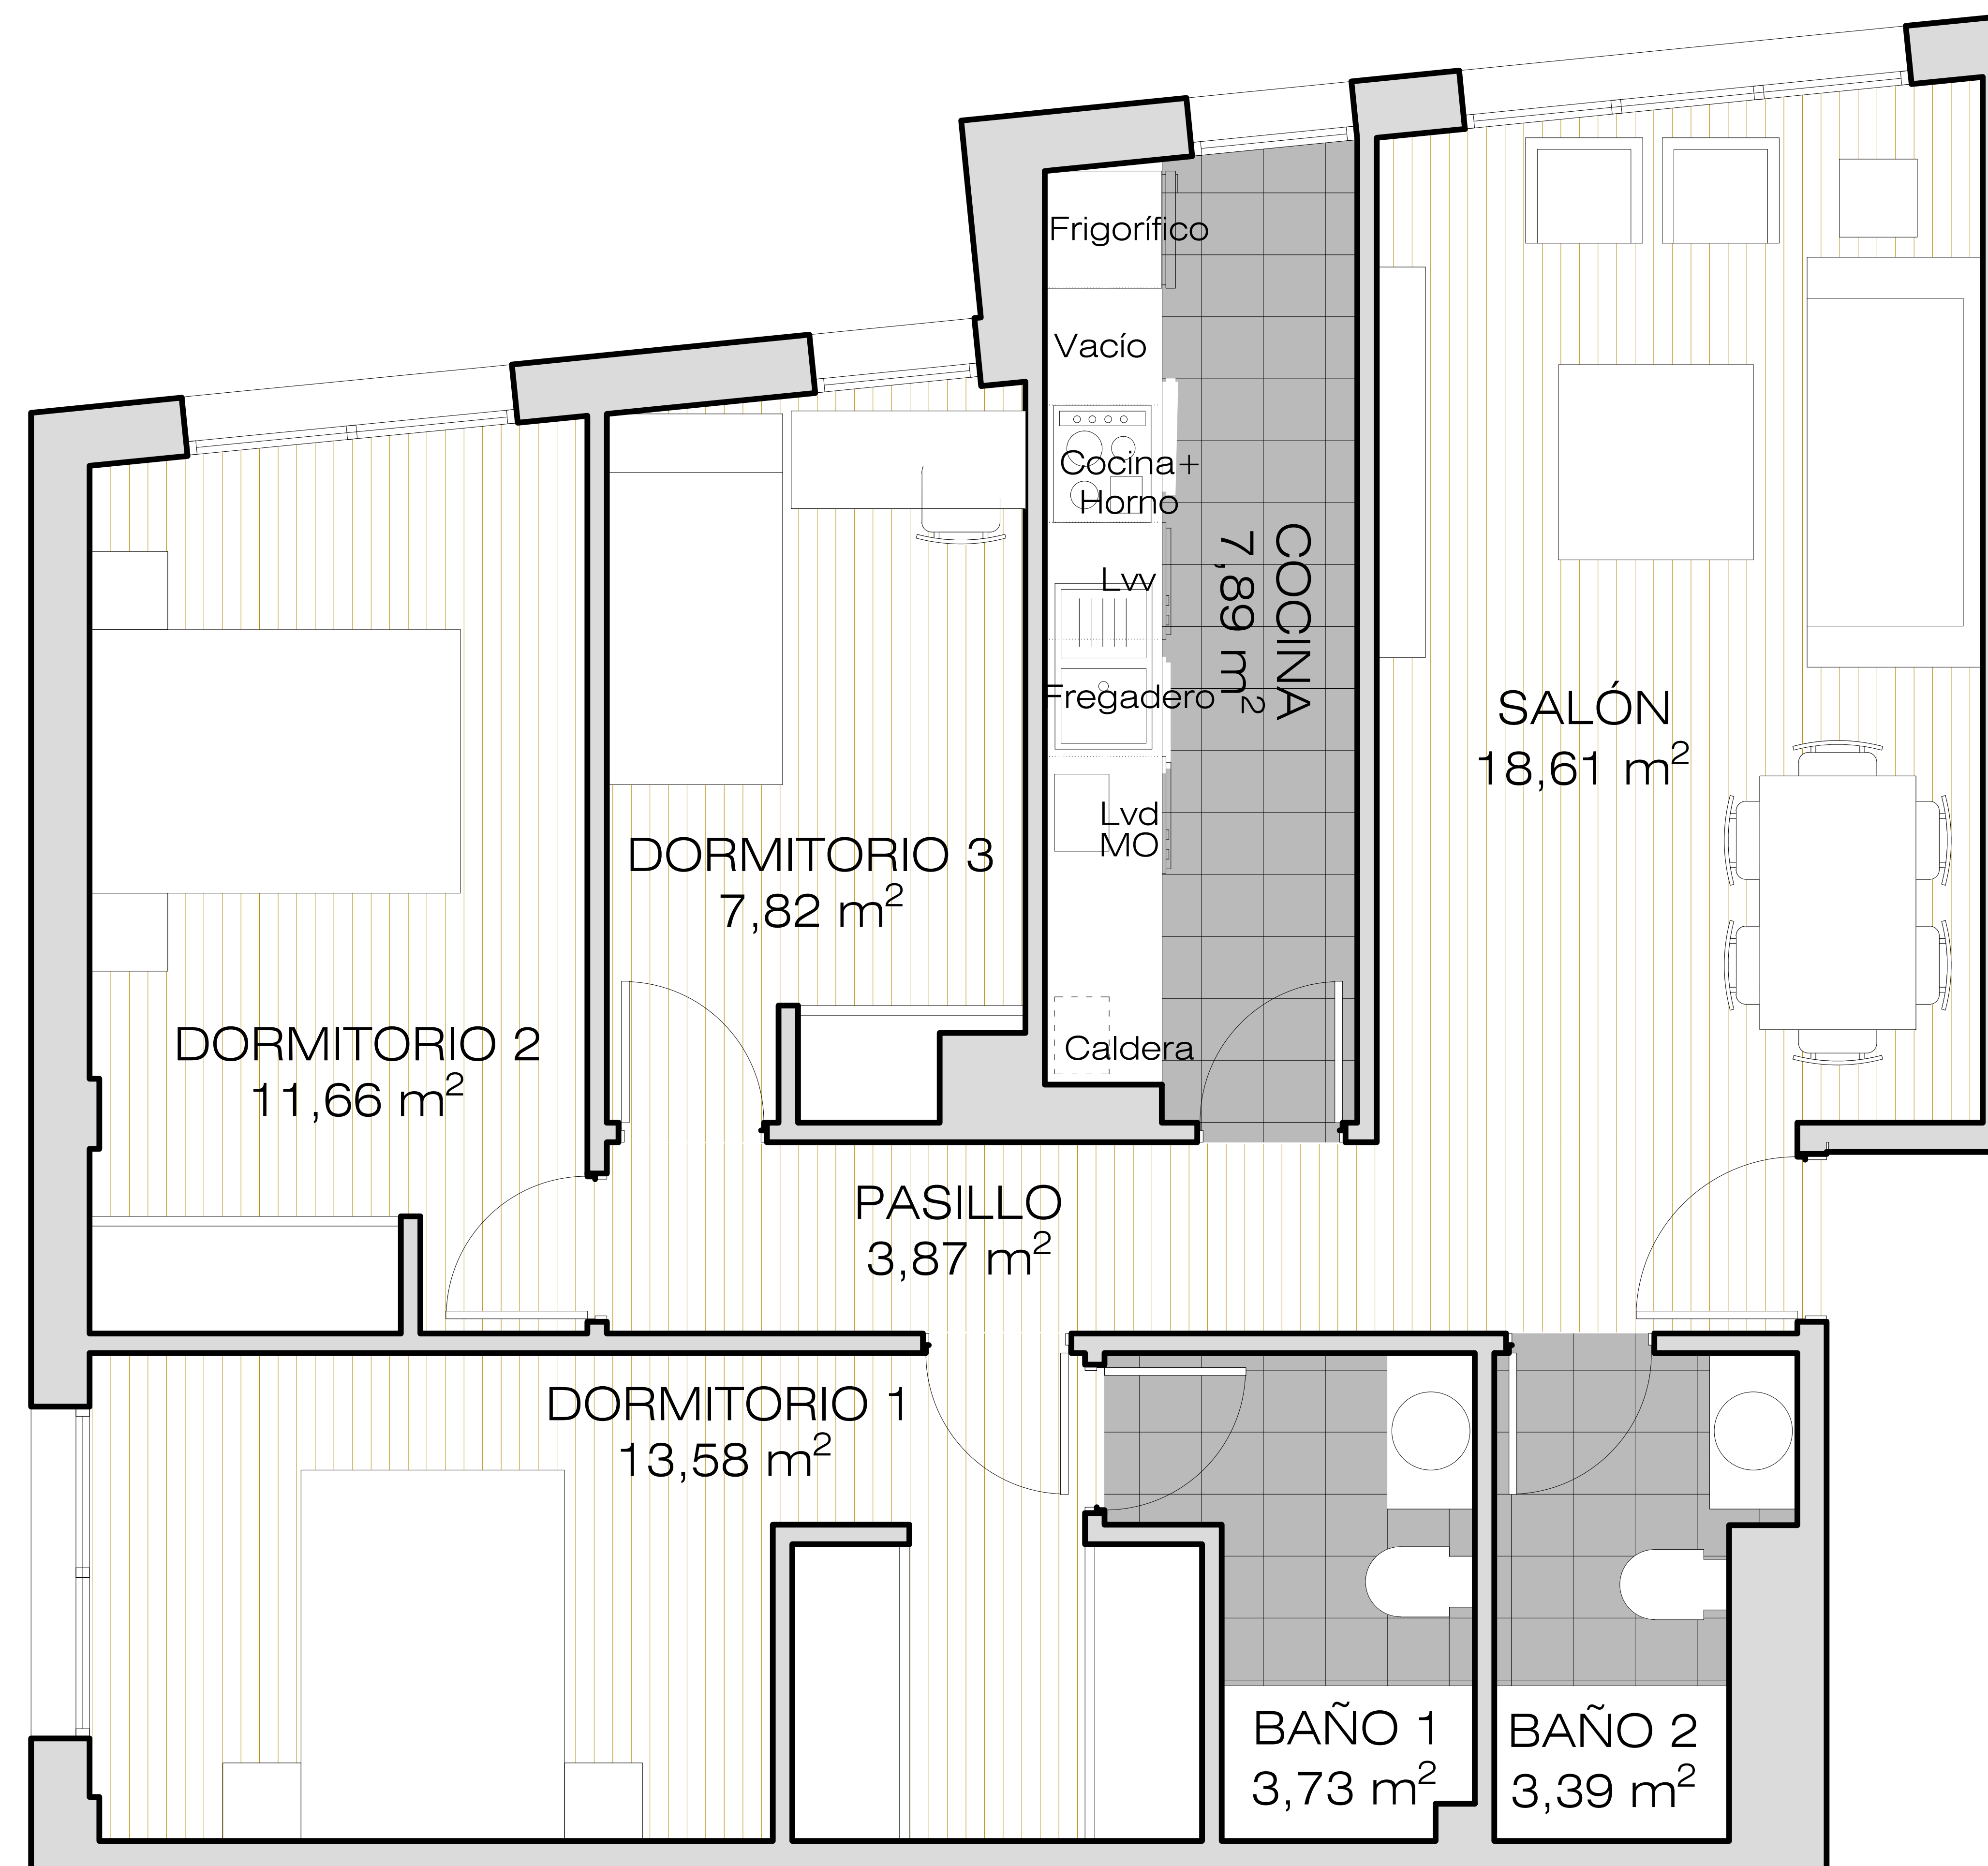 Frigorífico
Vacío
Cocina+
Horno
Lvv
Fregadero
Lvd
MO
Caldera
COCINA
7,89 m²
SALÓN
18,61 m²
DORMITORIO 3
7,82 m²
DORMITORIO 2
11,66 m²
PASILLO
3,87 m²
DORMITORIO 1
13,58 m²
BAÑO 1
3,73 m²
BAÑO 2
3,39 m²